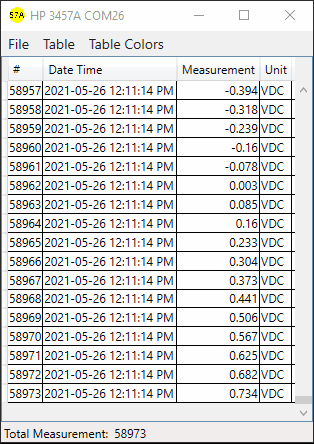 57A HP 3457A COM26
File Table Table Colors
# Date Time Measurement Unit
58957 2021-05-26 12:11:14 PM -0.394 VDC
58958 2021-05-26 12:11:14 PM -0.318 VDC
58959 2021-05-26 12:11:14 PM -0.239 VDC
58960 2021-05-26 12:11:14 PM -0.16 VDC
58961 2021-05-26 12:11:14 PM -0.078 VDC
58962 2021-05-26 12:11:14 PM 0.003 VDC
58963 2021-05-26 12:11:14 PM 0.085 VDC
58964 2021-05-26 12:11:14 PM 0.16 VDC
58965 2021-05-26 12:11:14 PM 0.233 VDC
58966 2021-05-26 12:11:14 PM 0.304 VDC
58967 2021-05-26 12:11:14 PM 0.373 VDC
58968 2021-05-26 12:11:14 PM 0.441 VDC
58969 2021-05-26 12:11:14 PM 0.506 VDC
58970 2021-05-26 12:11:14 PM 0.567 VDC
58971 2021-05-26 12:11:14 PM 0.625 VDC
58972 2021-05-26 12:11:14 PM 0.682 VDC
58973 2021-05-26 12:11:14 PM 0.734 VDC
Total Measurement: 58973